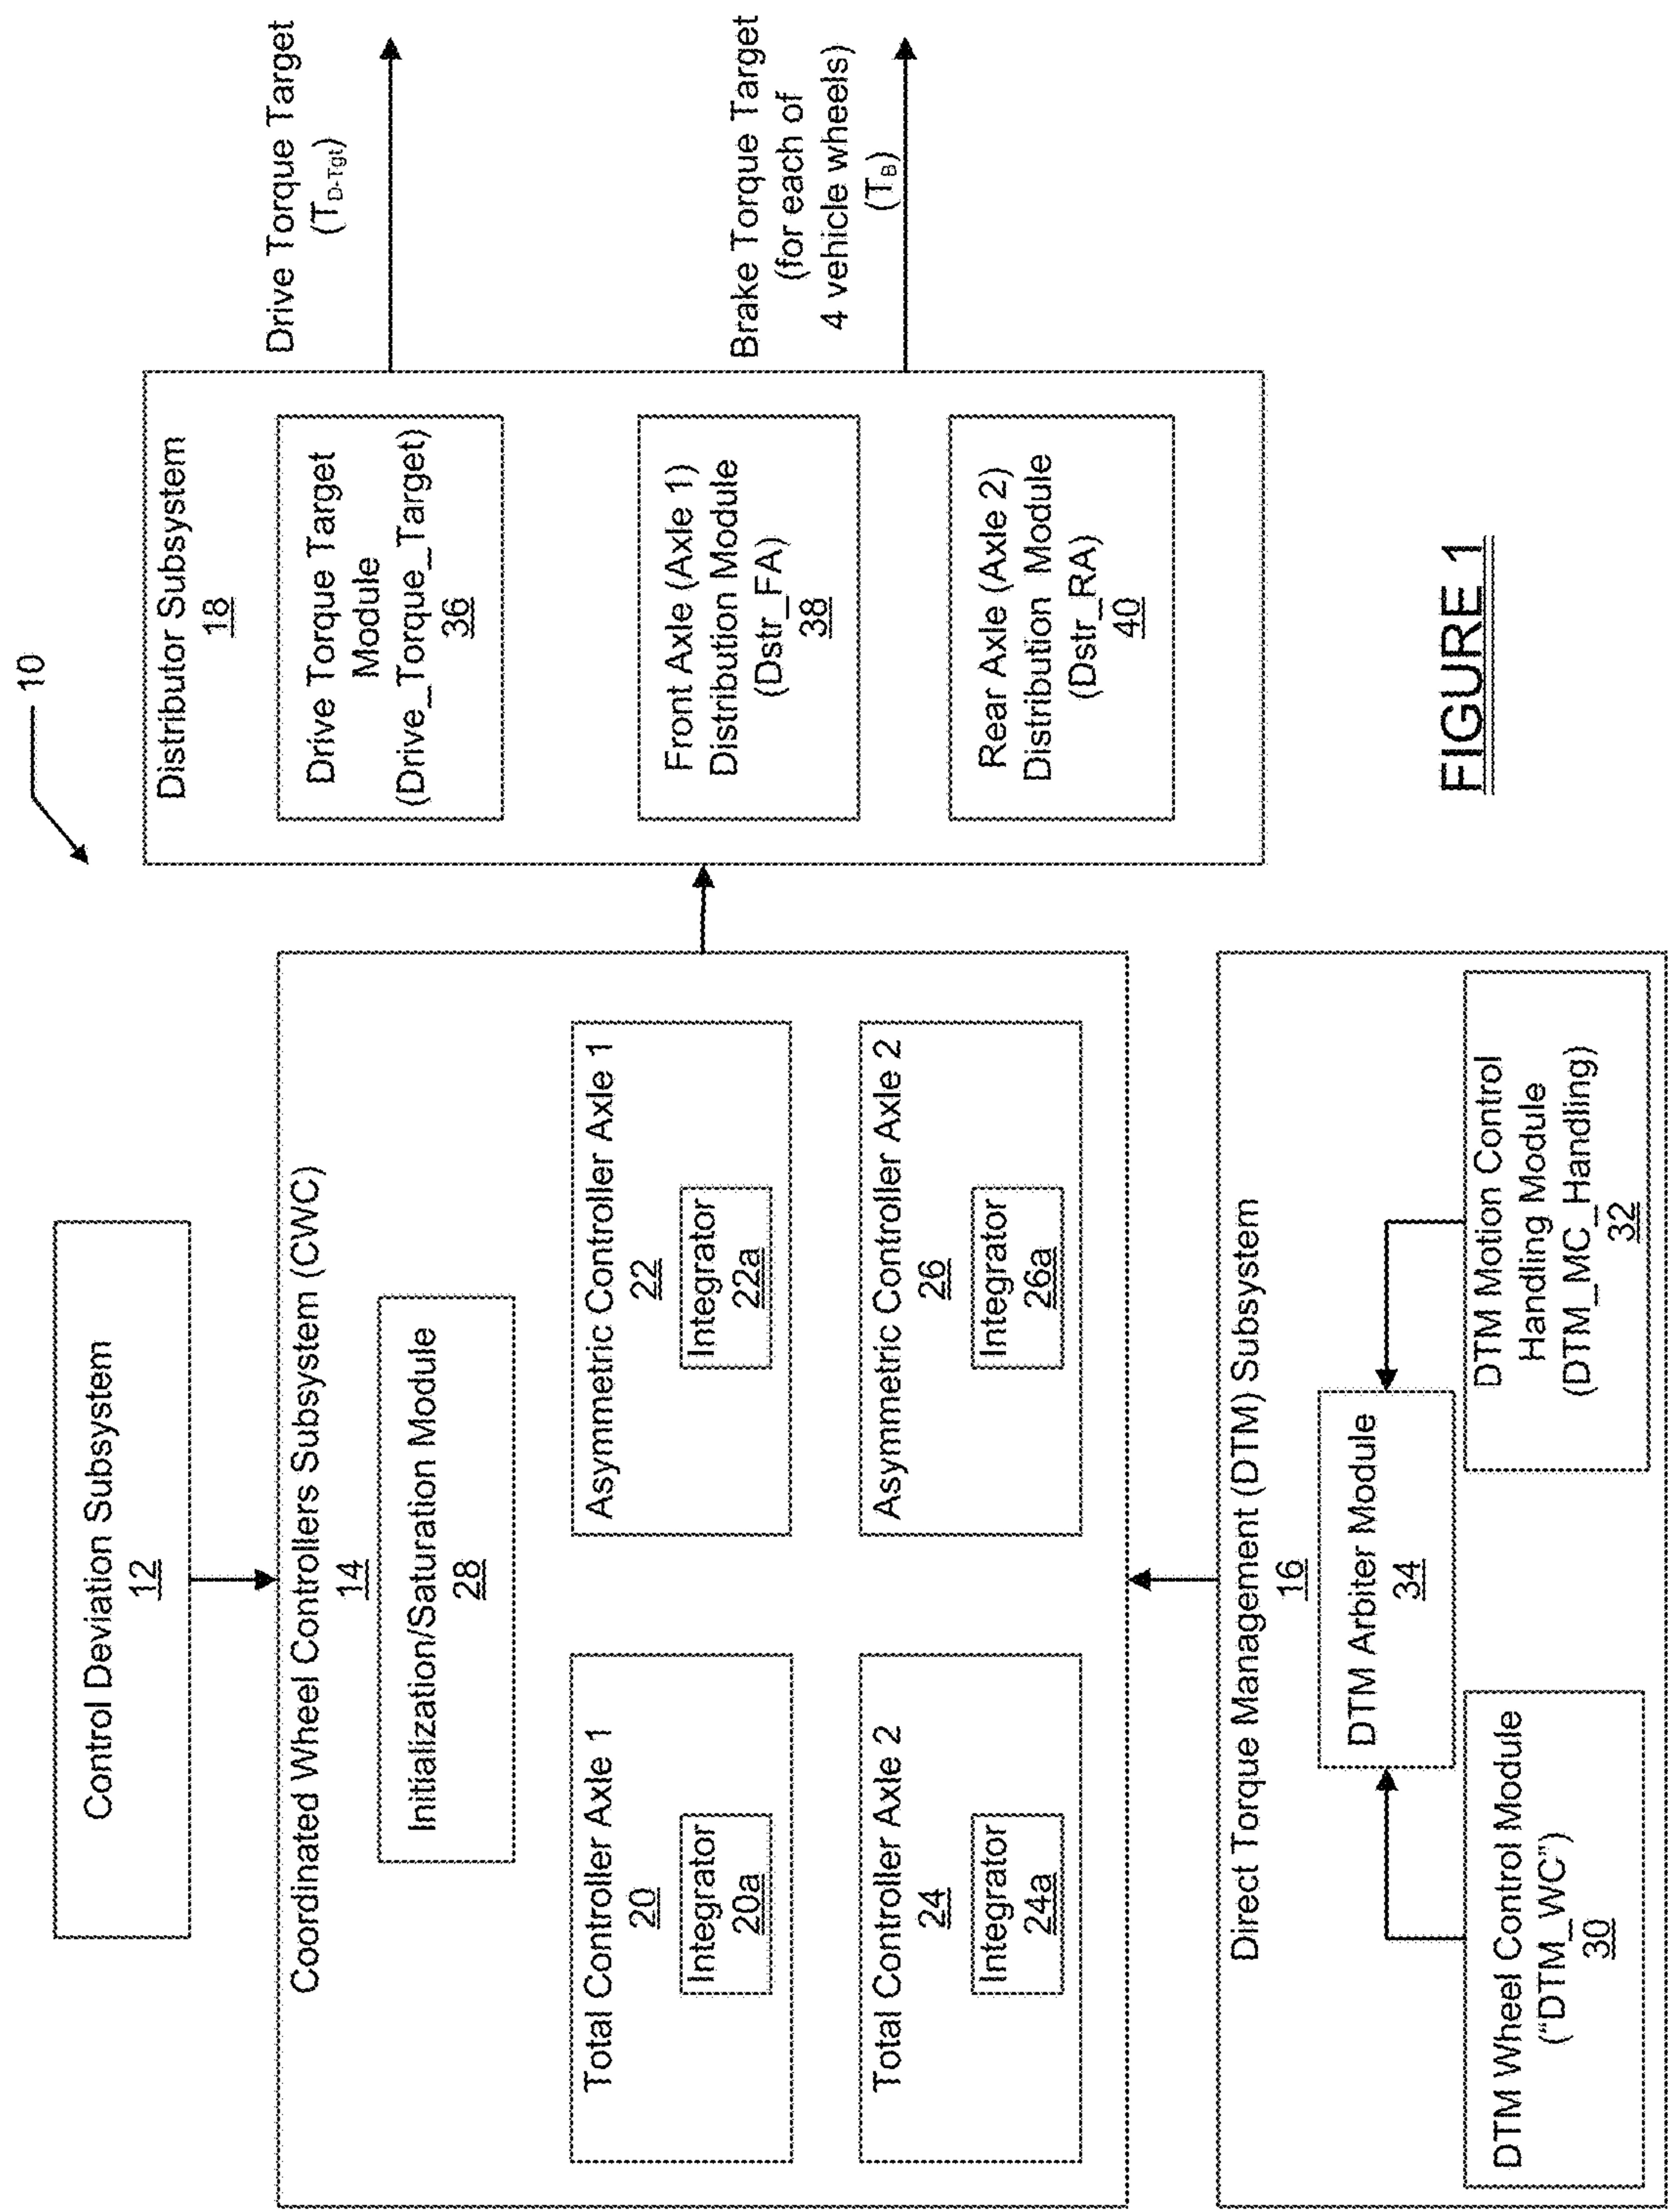 10
Control Deviation Subsystem
12
Coordinated Wheel Controllers Subsystem (CWC)
14
Initialization/Saturation Module
28
Total Controller Axle 1
20
Integrator
20a
Asymmetric Controller Axle 1
22
Integrator
22a
Total Controller Axle 2
24
Integrator
24a
Asymmetric Controller Axle 2
26
Integrator
26a
Direct Torque Management (DTM) Subsystem
16
DTM Arbiter Module
34
DTM Wheel Control Module
("DTM_WC")
30
DTM Motion Control
Handling Module
(DTM_MC_Handling)
32
Distributor Subsystem
18
Drive Torque Target
Module
(Drive_Torque_Target)
36
Front Axle (Axle 1)
Distribution Module
(Dstr_FA)
38
Rear Axle (Axle 2)
Distribution Module
(Dstr_RA)
40
Drive Torque Target
(T_D-Tgt)
Brake Torque Target
(for each of
4 vehicle wheels)
(T_B)
FIGURE 1